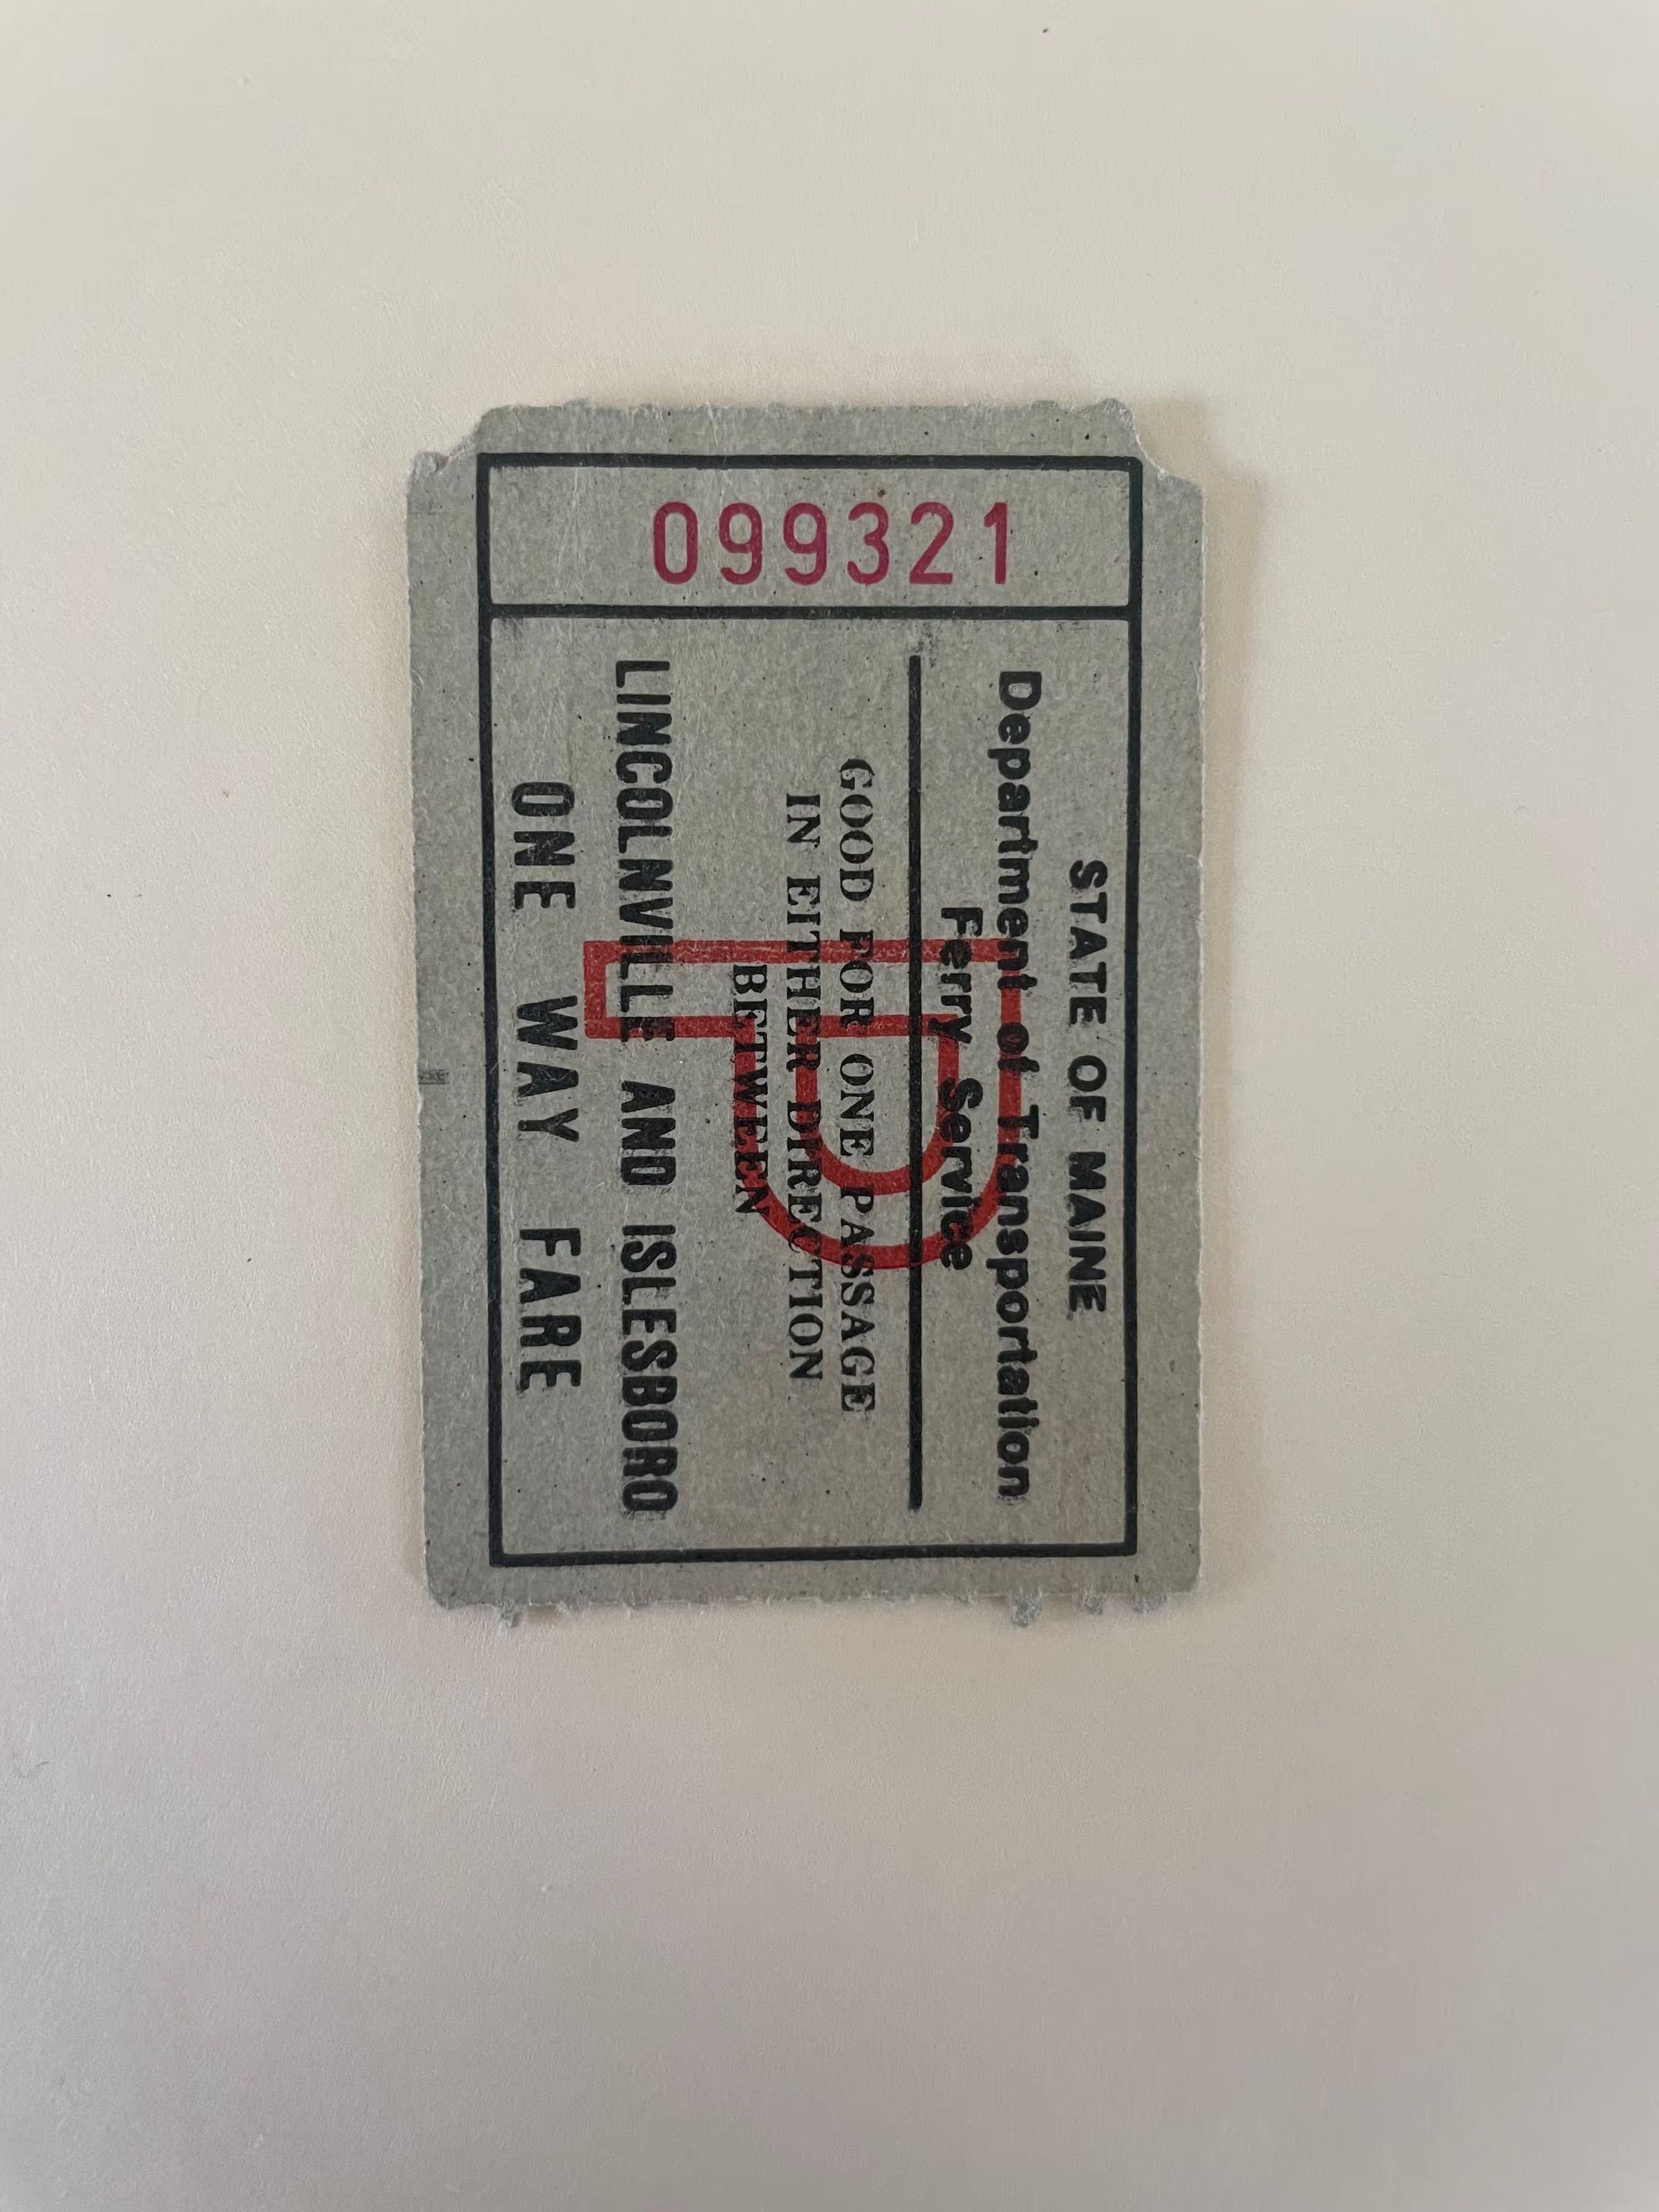 099321
STATE OF MAINE
Department of Transportation
Ferry Service
GOOD FOR ONE PASSAGE
IN EITHER DIRECTION
BETWEEN
LINCOLNVILLE AND ISLESBORO
ONE WAY FARE
P